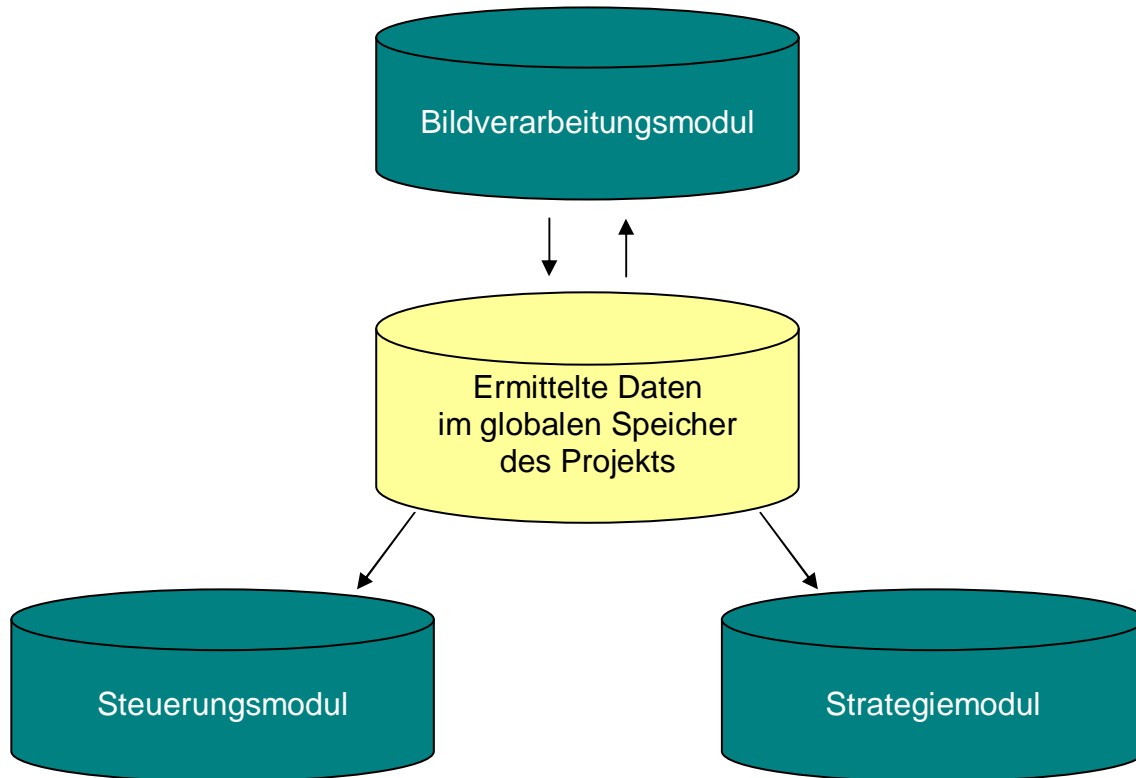 Bildverarbeitungsmodul
Ermittelte Daten
im globalen Speicher
des Projekts
Steuerungsmodul
Strategiemodul